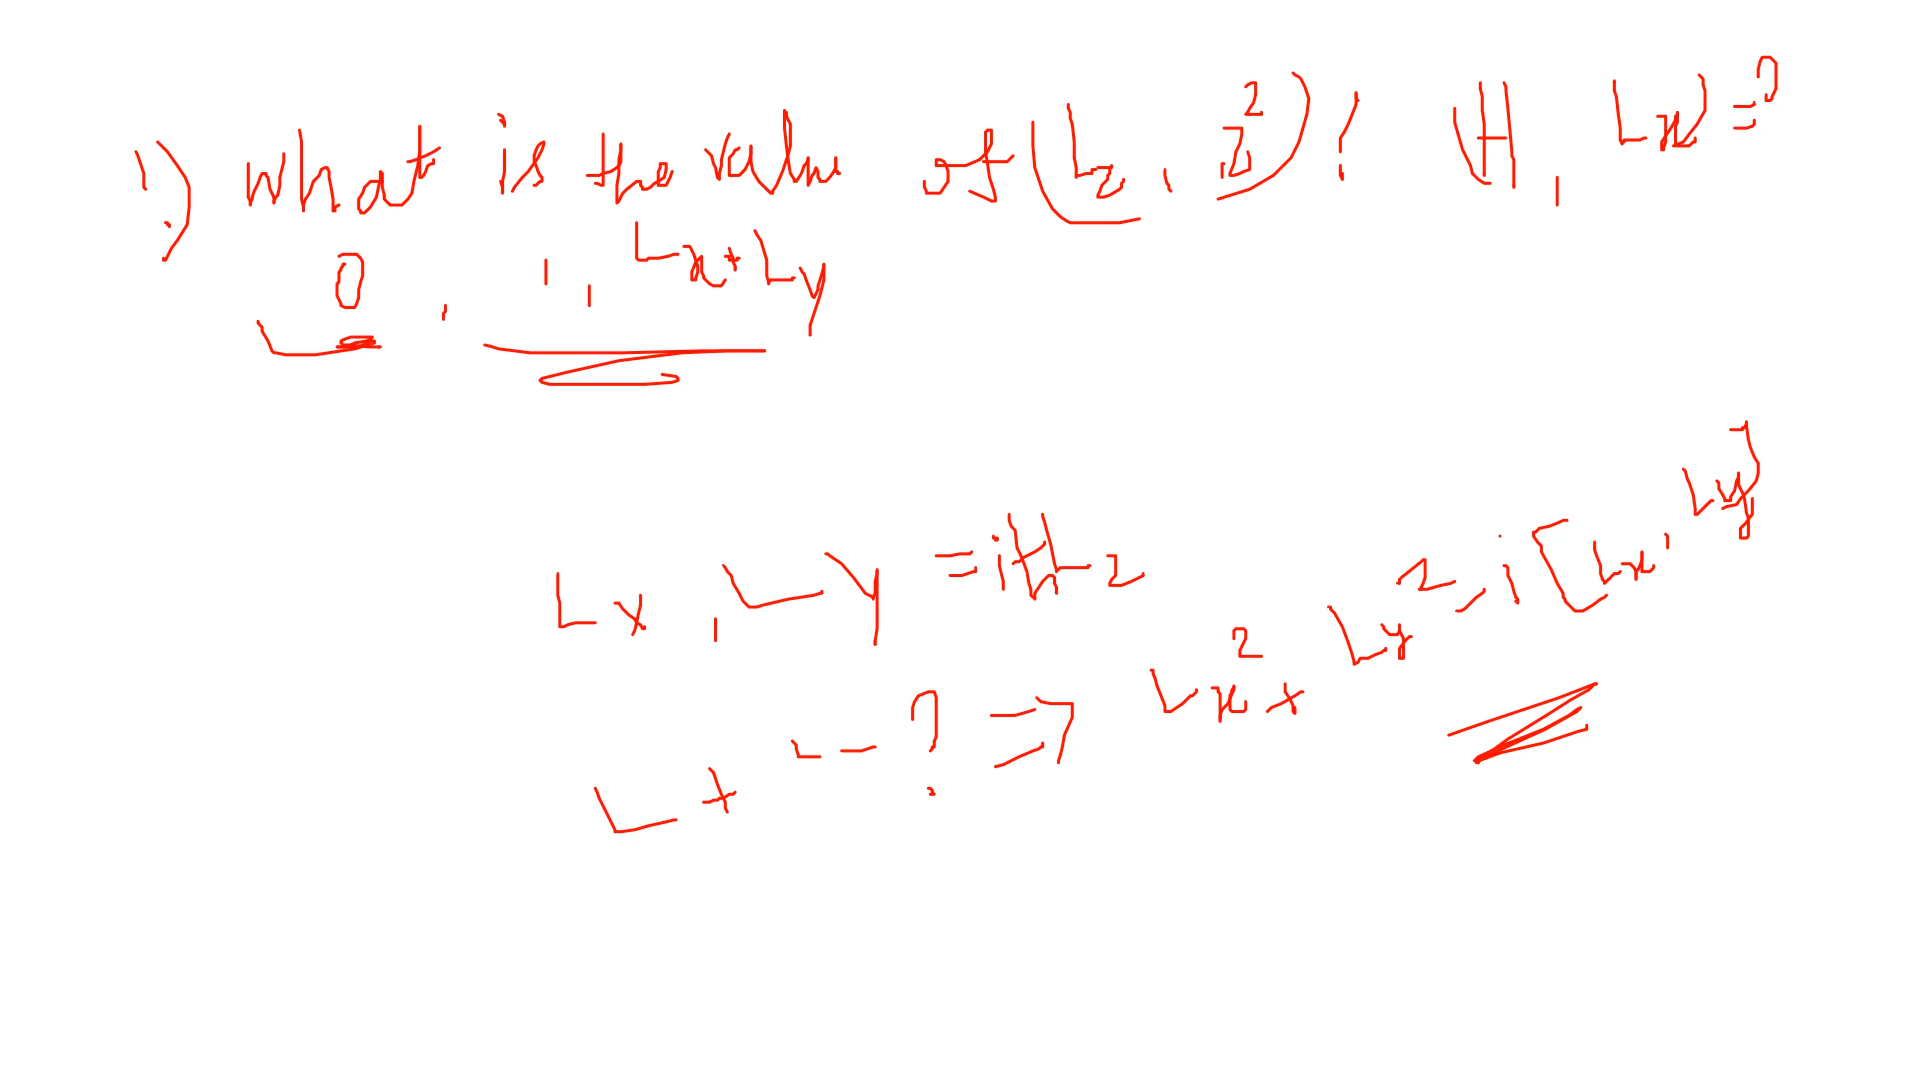 1.) What is the value of (Lz, z²)? (H, Lx) = ?
0, 1, Lx + Ly
Lx, Ly = iħLz
L+ L- ? ⇒ Lx² + Ly² - i[Lx, Ly]